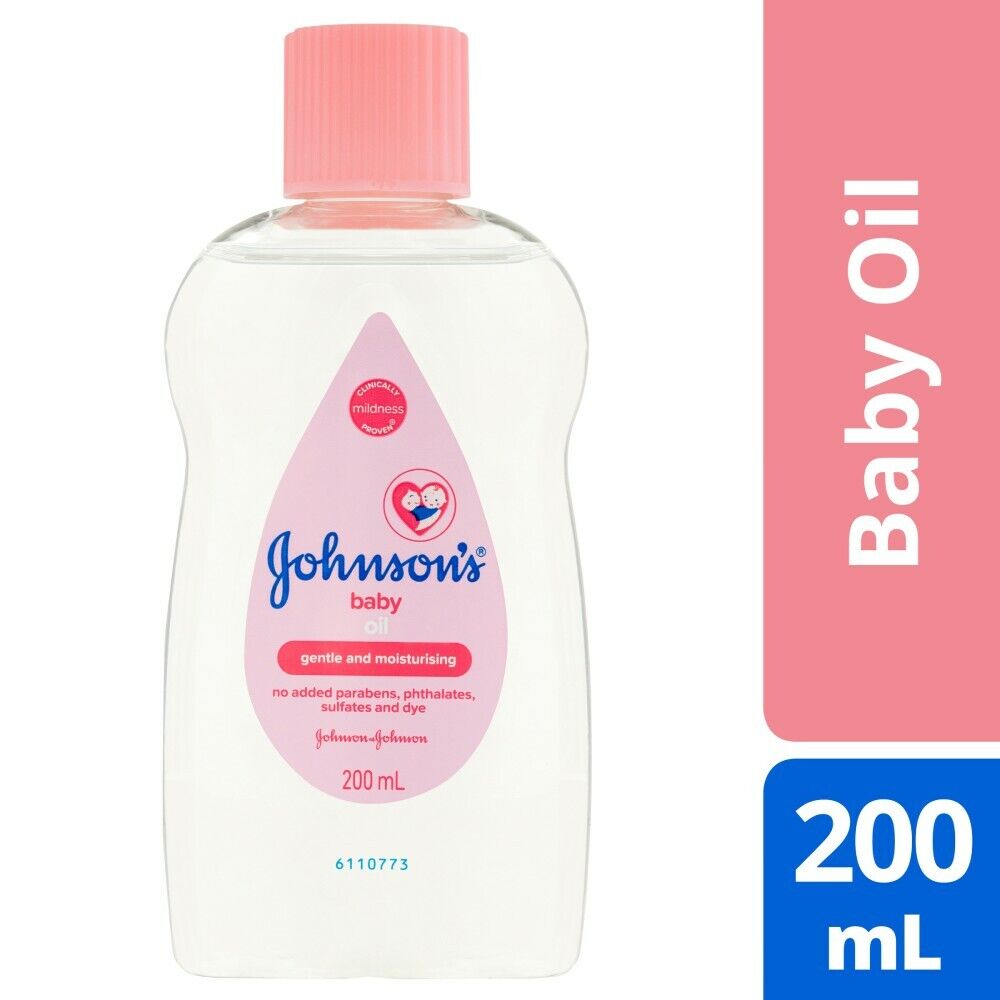 CLINICALLY
mildness
PROVEN®
Johnson's®
baby
oil
gentle and moisturising
no added parabens, phthalates,
sulfates and dye
Johnson & Johnson
200 mL
6110773
Baby Oil
200
mL